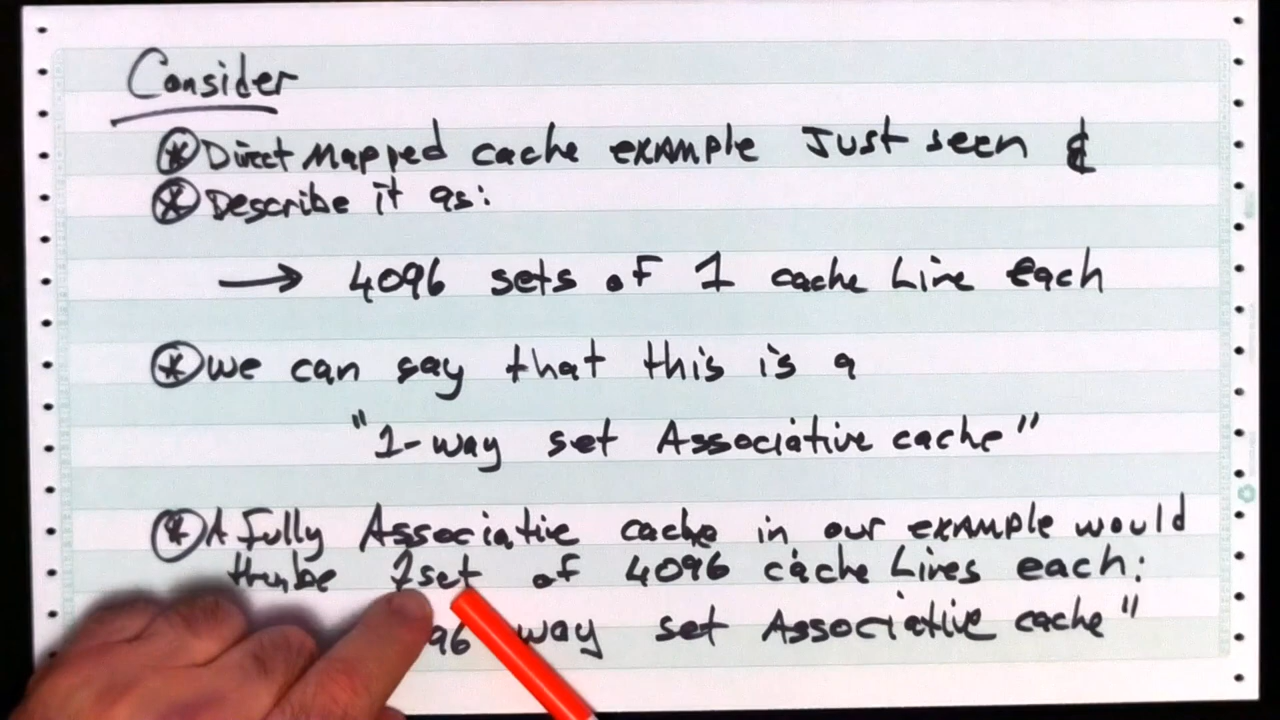 Consider
Direct Mapped cache example Just seen &
Describe it as:
→ 4096 sets of 1 cache Line Each
we can say that this is a
"1-way set Associative cache"
A fully Associative cache in our example would
then be 1 set of 4096 cache Lines each:
96 way set Associative cache"